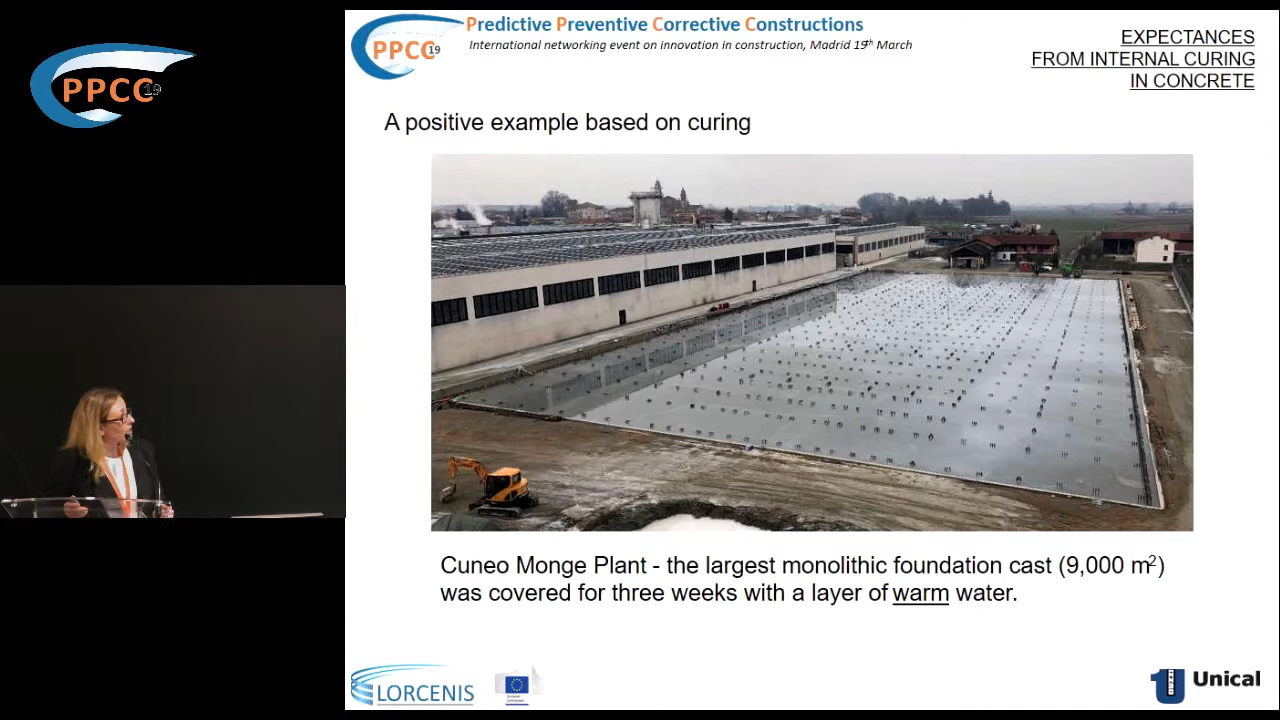 PPCC 19
PPCC 19
Predictive Preventive Corrective Constructions
International networking event on innovation in construction, Madrid 19th March
EXPECTANCES
FROM INTERNAL CURING
IN CONCRETE
A positive example based on curing
Cuneo Monge Plant - the largest monolithic foundation cast (9,000 m²)
was covered for three weeks with a layer of warm water.
LORCENIS
Unical